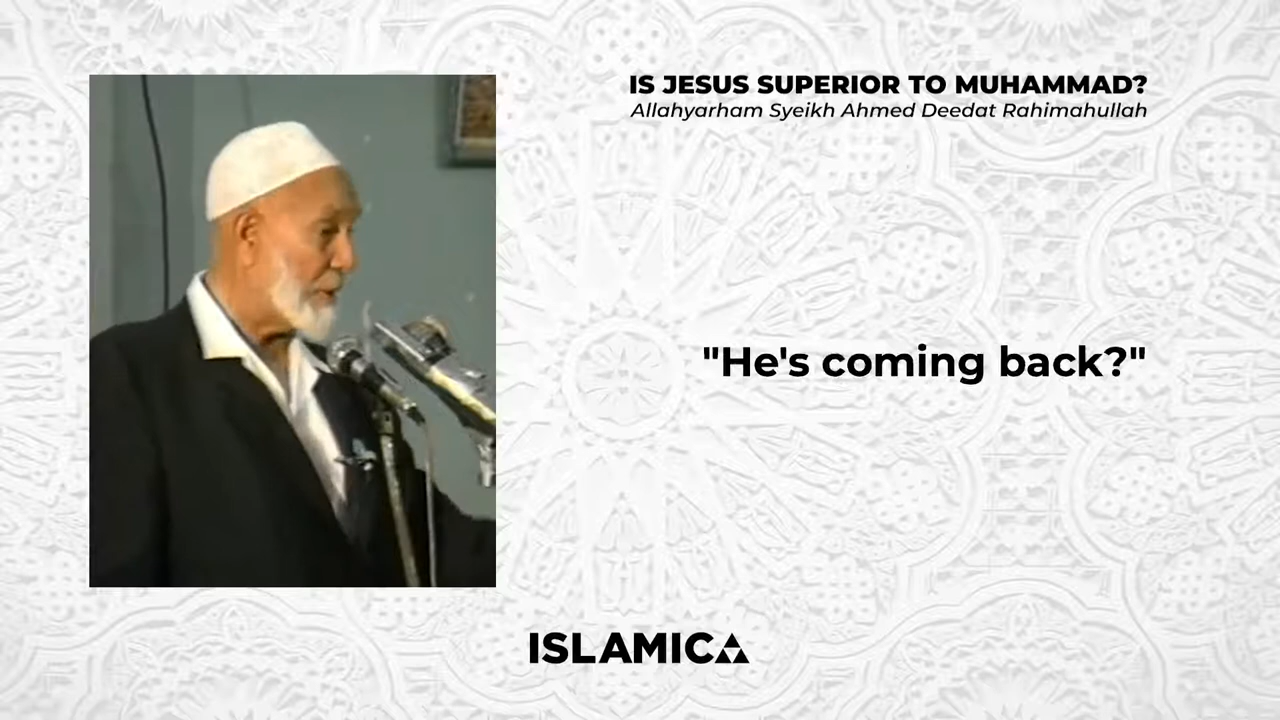 IS JESUS SUPERIOR TO MUHAMMAD?
Allahyarham Syeikh Ahmed Deedat Rahimahullah
"He's coming back?"
ISLAMICA